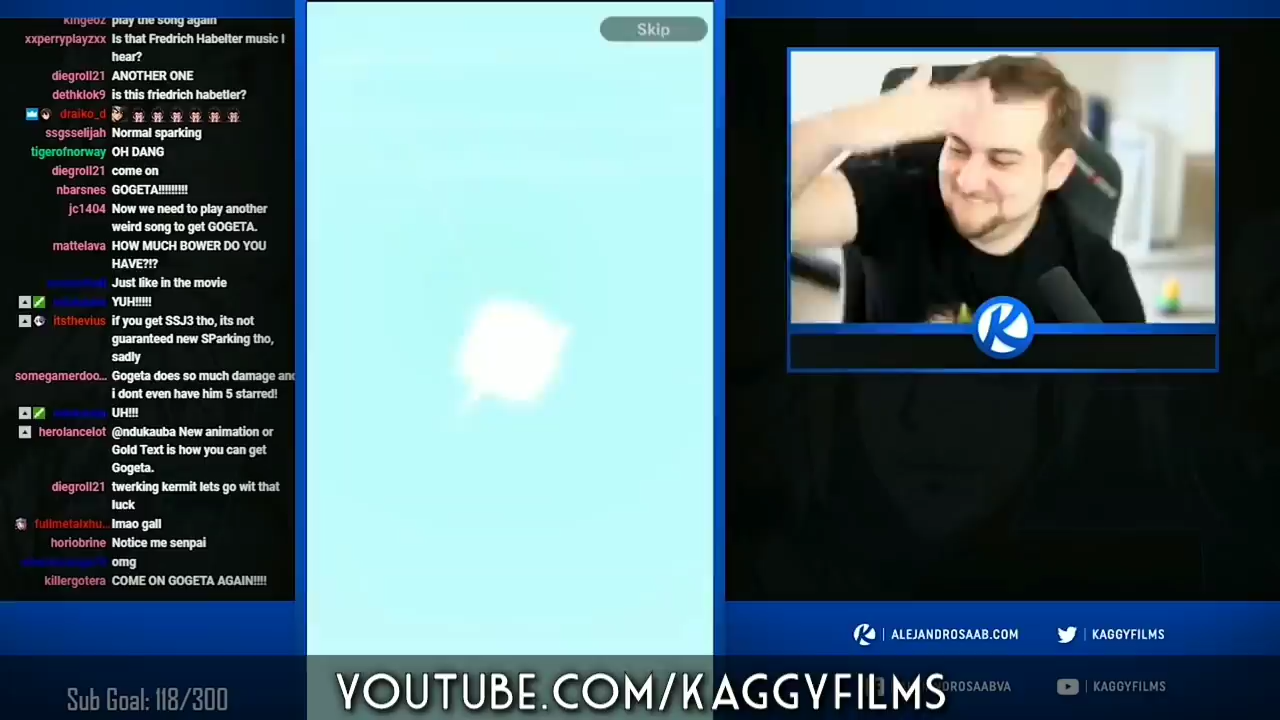 kingeoz play the song again
xxperryplayzxx Is that Fredrich Habelter music I
hear?
diegroll21 ANOTHER ONE
dethklok9 is this friedrich habetler?
draiko_d
ssgsselijah Normal sparking
tigerofnorway OH DANG
diegroll21 come on
nbarsnes GOGETA!!!!!!!!!
jc1404 Now we need to play another
weird song to get GOGETA.
mattelava HOW MUCH BOWER DO YOU
HAVE?!?
Just like in the movie
YUH!!!!!
itsthevius if you get SSJ3 tho, its not
guaranteed new SParking tho,
sadly
somegamerdoo... Gogeta does so much damage and
i dont even have him 5 starred!
UH!!!
herolancelot @ndukauba New animation or
Gold Text is how you can get
Gogeta.
diegroll21 twerking kermit lets go wit that
luck
fullmetalxhu... lmao gall
horiobrine Notice me senpai
omg
killergotera COME ON GOGETA AGAIN!!!!
Sub Goal: 118/300
Skip
K
ALEJANDROSAAB.COM
KAGGYFILMS
YOUTUBE.COM/KAGGYFILMS
NDROSAABVA
KAGGYFILMS